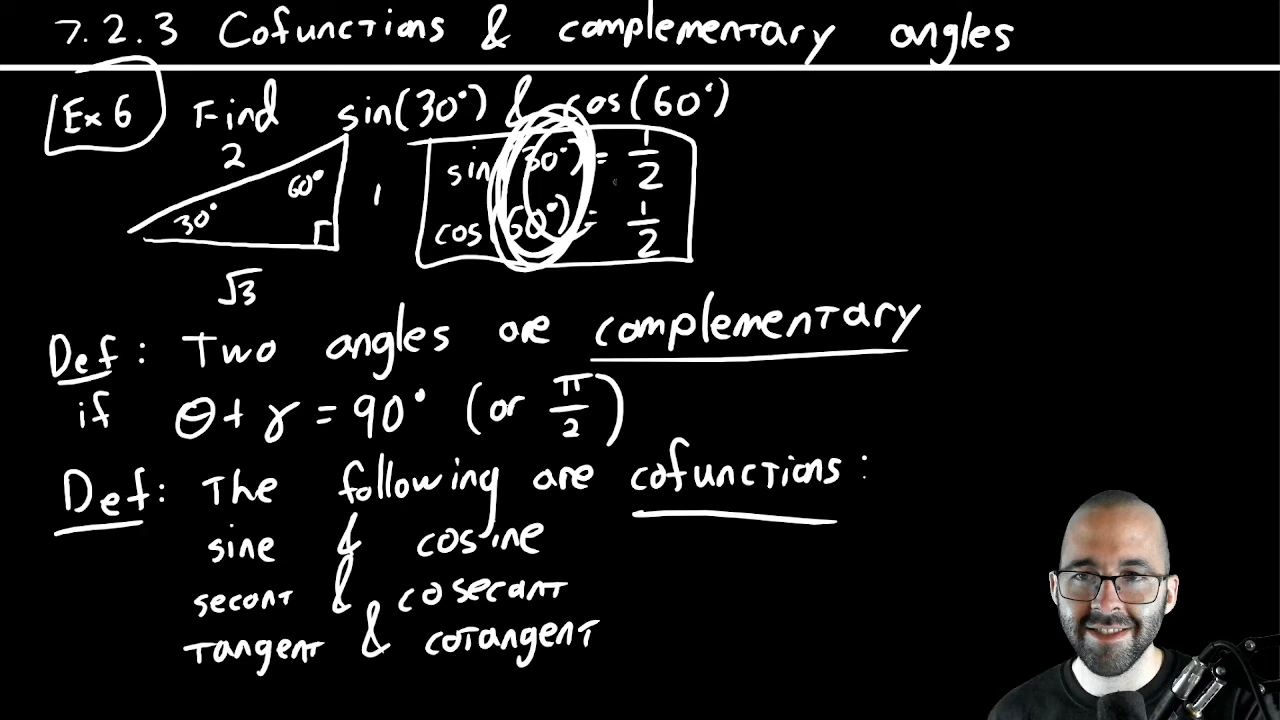 7.2.3 Cofunctions & complementary angles
Ex 6 Find sin(30°) & cos(60°)
2
60°
30°
1
√3
sin(30°) = 1/2
cos(60°) = 1/2
Def: Two angles are complementary
if θ + γ = 90° (or π/2)
Def: The following are cofunctions:
sine & cosine
secant & cosecant
tangent & cotangent